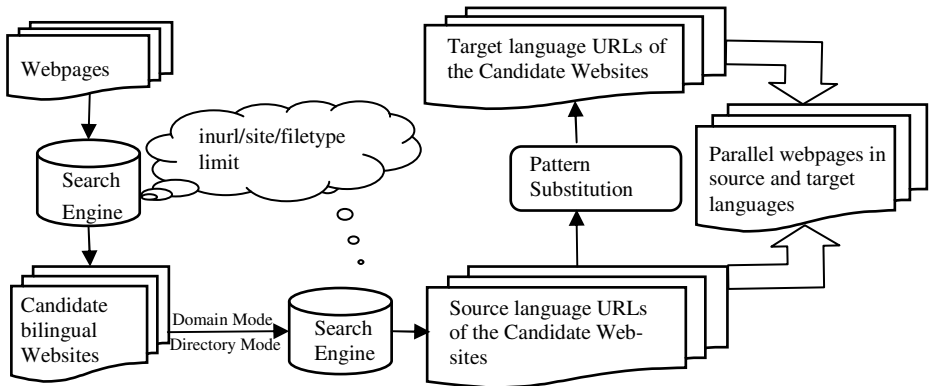 Webpages
Search
Engine
inurl/site/filetype
limit
Candidate
bilingual
Websites
Domain Mode
Directory Mode
Search
Engine
Source language URLs
of the Candidate Web-
sites
Pattern
Substitution
Target language URLs of
the Candidate Websites
Parallel webpages in
source and target
languages